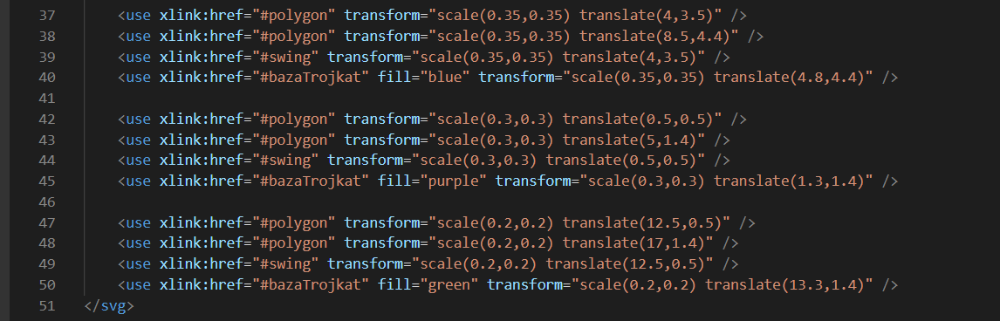 37 <use xlink:href="#polygon" transform="scale(0.35,0.35) translate(4,3.5)" />
38 <use xlink:href="#polygon" transform="scale(0.35,0.35) translate(8.5,4.4)" />
39 <use xlink:href="#swing" transform="scale(0.35,0.35) translate(4,3.5)" />
40 <use xlink:href="#bazaTrojkat" fill="blue" transform="scale(0.35,0.35) translate(4.8,4.4)" />
41
42 <use xlink:href="#polygon" transform="scale(0.3,0.3) translate(0.5,0.5)" />
43 <use xlink:href="#polygon" transform="scale(0.3,0.3) translate(5,1.4)" />
44 <use xlink:href="#swing" transform="scale(0.3,0.3) translate(0.5,0.5)" />
45 <use xlink:href="#bazaTrojkat" fill="purple" transform="scale(0.3,0.3) translate(1.3,1.4)" />
46
47 <use xlink:href="#polygon" transform="scale(0.2,0.2) translate(12.5,0.5)" />
48 <use xlink:href="#polygon" transform="scale(0.2,0.2) translate(17,1.4)" />
49 <use xlink:href="#swing" transform="scale(0.2,0.2) translate(12.5,0.5)" />
50 <use xlink:href="#bazaTrojkat" fill="green" transform="scale(0.2,0.2) translate(13.3,1.4)" />
51 </svg>